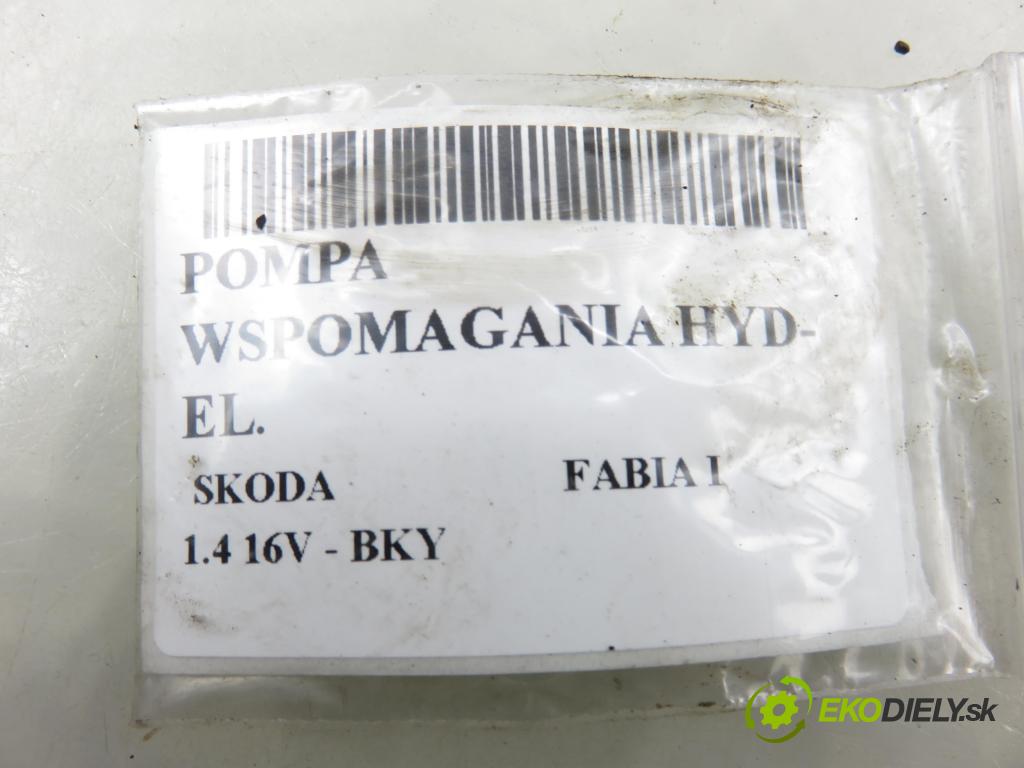 POMPA
WSPOMAGANIA HYD-
EL.
SKODA FABIA I
1.4 16V - BKY
EKODIELY.sk